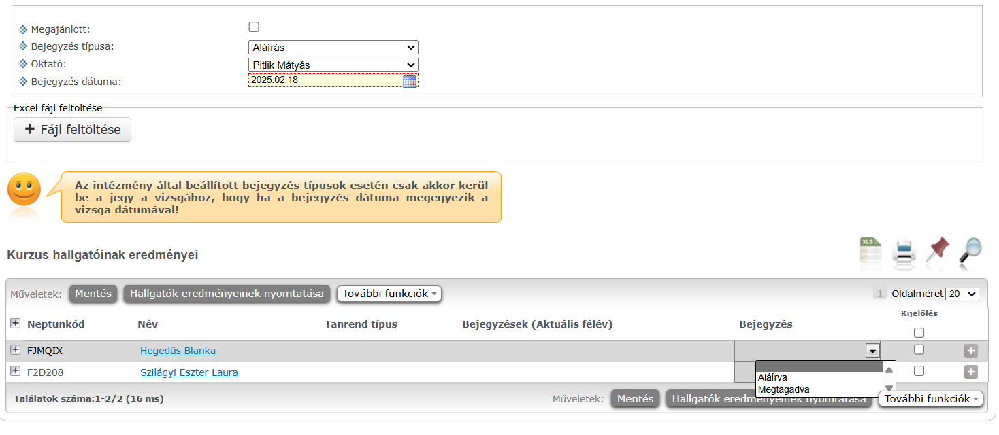 Megajánlott:
Bejegyzés típusa:
Aláírás
Oktató:
Pitlik Mátyás
Bejegyzés dátuma:
2025.02.18
Excel fájl feltöltése
Fájl feltöltése
Az intézmény által beállított bejegyzés típusok esetén csak akkor kerül
be a jegy a vizsgához, hogy ha a bejegyzés dátuma megegyezik a
vizsga dátumával!
XLS
Kurzus hallgatóinak eredményei
Műveletek: Mentés Hallgatók eredményeinek nyomtatása További funkciók 1 Oldalméret 20
Kijelölés
Neptunkód Név Tanrend típus Bejegyzések (Aktuális félév) Bejegyzés
FJMQIX Hegedüs Blanka
F2D208 Szilágyi Eszter Laura
Aláírva
Megtagadva
Találatok száma:1-2/2 (16 ms) Műveletek: Mentés Hallgatók eredményeinek nyomtatása További funkciók